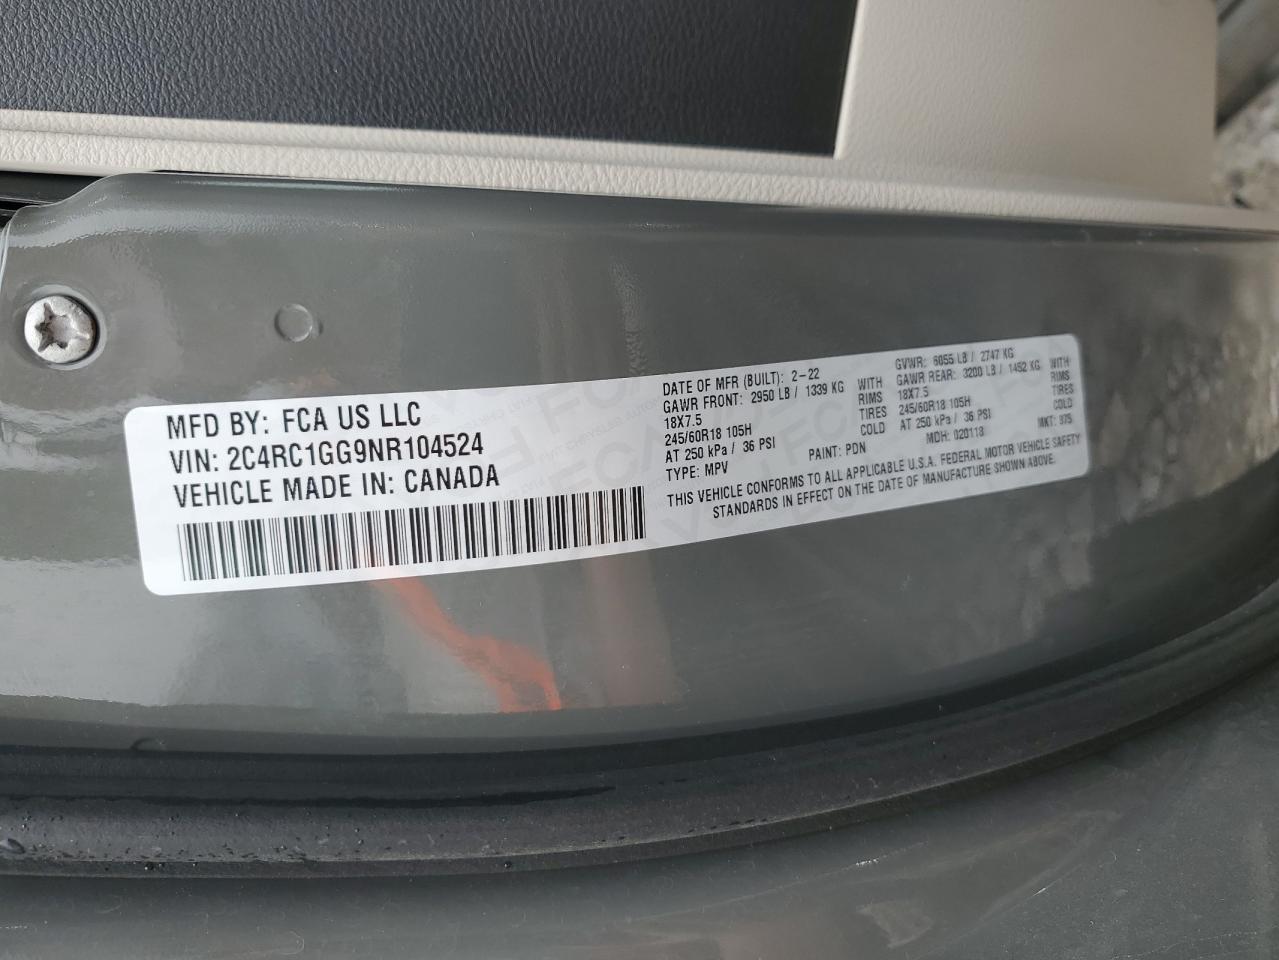 MFD BY: FCA US LLC
VIN: 2C4RC1GG9NR104524
VEHICLE MADE IN: CANADA
DATE OF MFR (BUILT): 2-22 GVWR: 6055 LB / 2747 KG
GAWR FRONT: 2950 LB / 1339 KG WITH GAWR REAR: 3200 LB / 1452 KG WITH
18X7.5 RIMS 18X7.5 RIMS
245/60R18 105H TIRES 245/60R18 105H TIRES
AT 250 kPa / 36 PSI COLD AT 250 kPa / 36 PSI COLD
TYPE: MPV PAINT: PDN MDH: 020118 MKT: 975
THIS VEHICLE CONFORMS TO ALL APPLICABLE U.S.A. FEDERAL MOTOR VEHICLE SAFETY
STANDARDS IN EFFECT ON THE DATE OF MANUFACTURE SHOWN ABOVE.